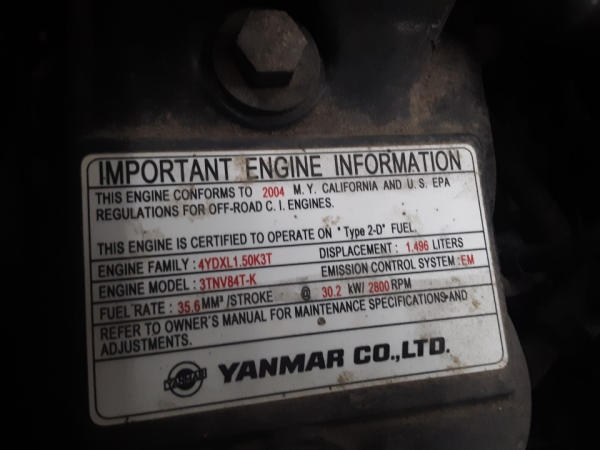 IMPORTANT ENGINE INFORMATION
THIS ENGINE CONFORMS TO 2004 M.Y. CALIFORNIA AND U.S. EPA
REGULATIONS FOR OFF-ROAD C.I. ENGINES.
THIS ENGINE IS CERTIFIED TO OPERATE ON "Type 2-D" FUEL.
ENGINE FAMILY : 4YDXL1.50K3T DISPLACEMENT : 1.496 LITERS
ENGINE MODEL : 3TNV84T-K EMISSION CONTROL SYSTEM : EM
FUEL RATE : 35.6 MM³/STROKE @ 30.2 kW/ 2800 RPM
REFER TO OWNER'S MANUAL FOR MAINTENANCE SPECIFICATIONS AND
ADJUSTMENTS.
YANMAR YANMAR CO.,LTD.